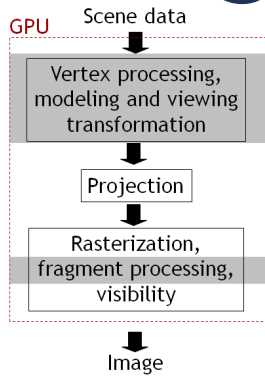 Scene data
GPU
Vertex processing,
modeling and viewing
transformation
Projection
Rasterization,
fragment processing,
visibility
Image